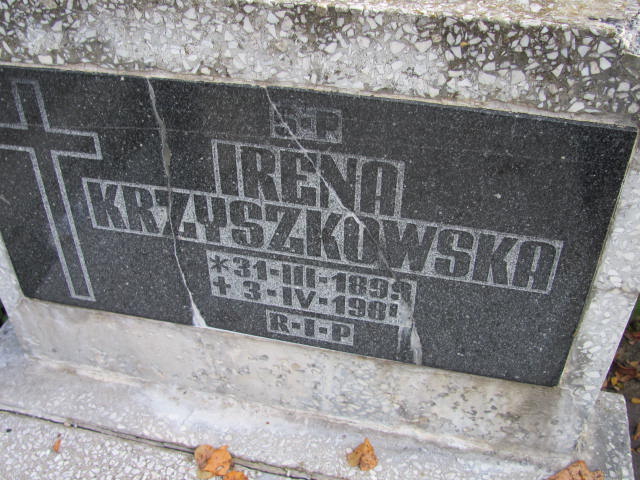 Ś-P
IRENA
KRZYSZKOWSKA
*31-III-1899
+3-IV-1981
R-I-P